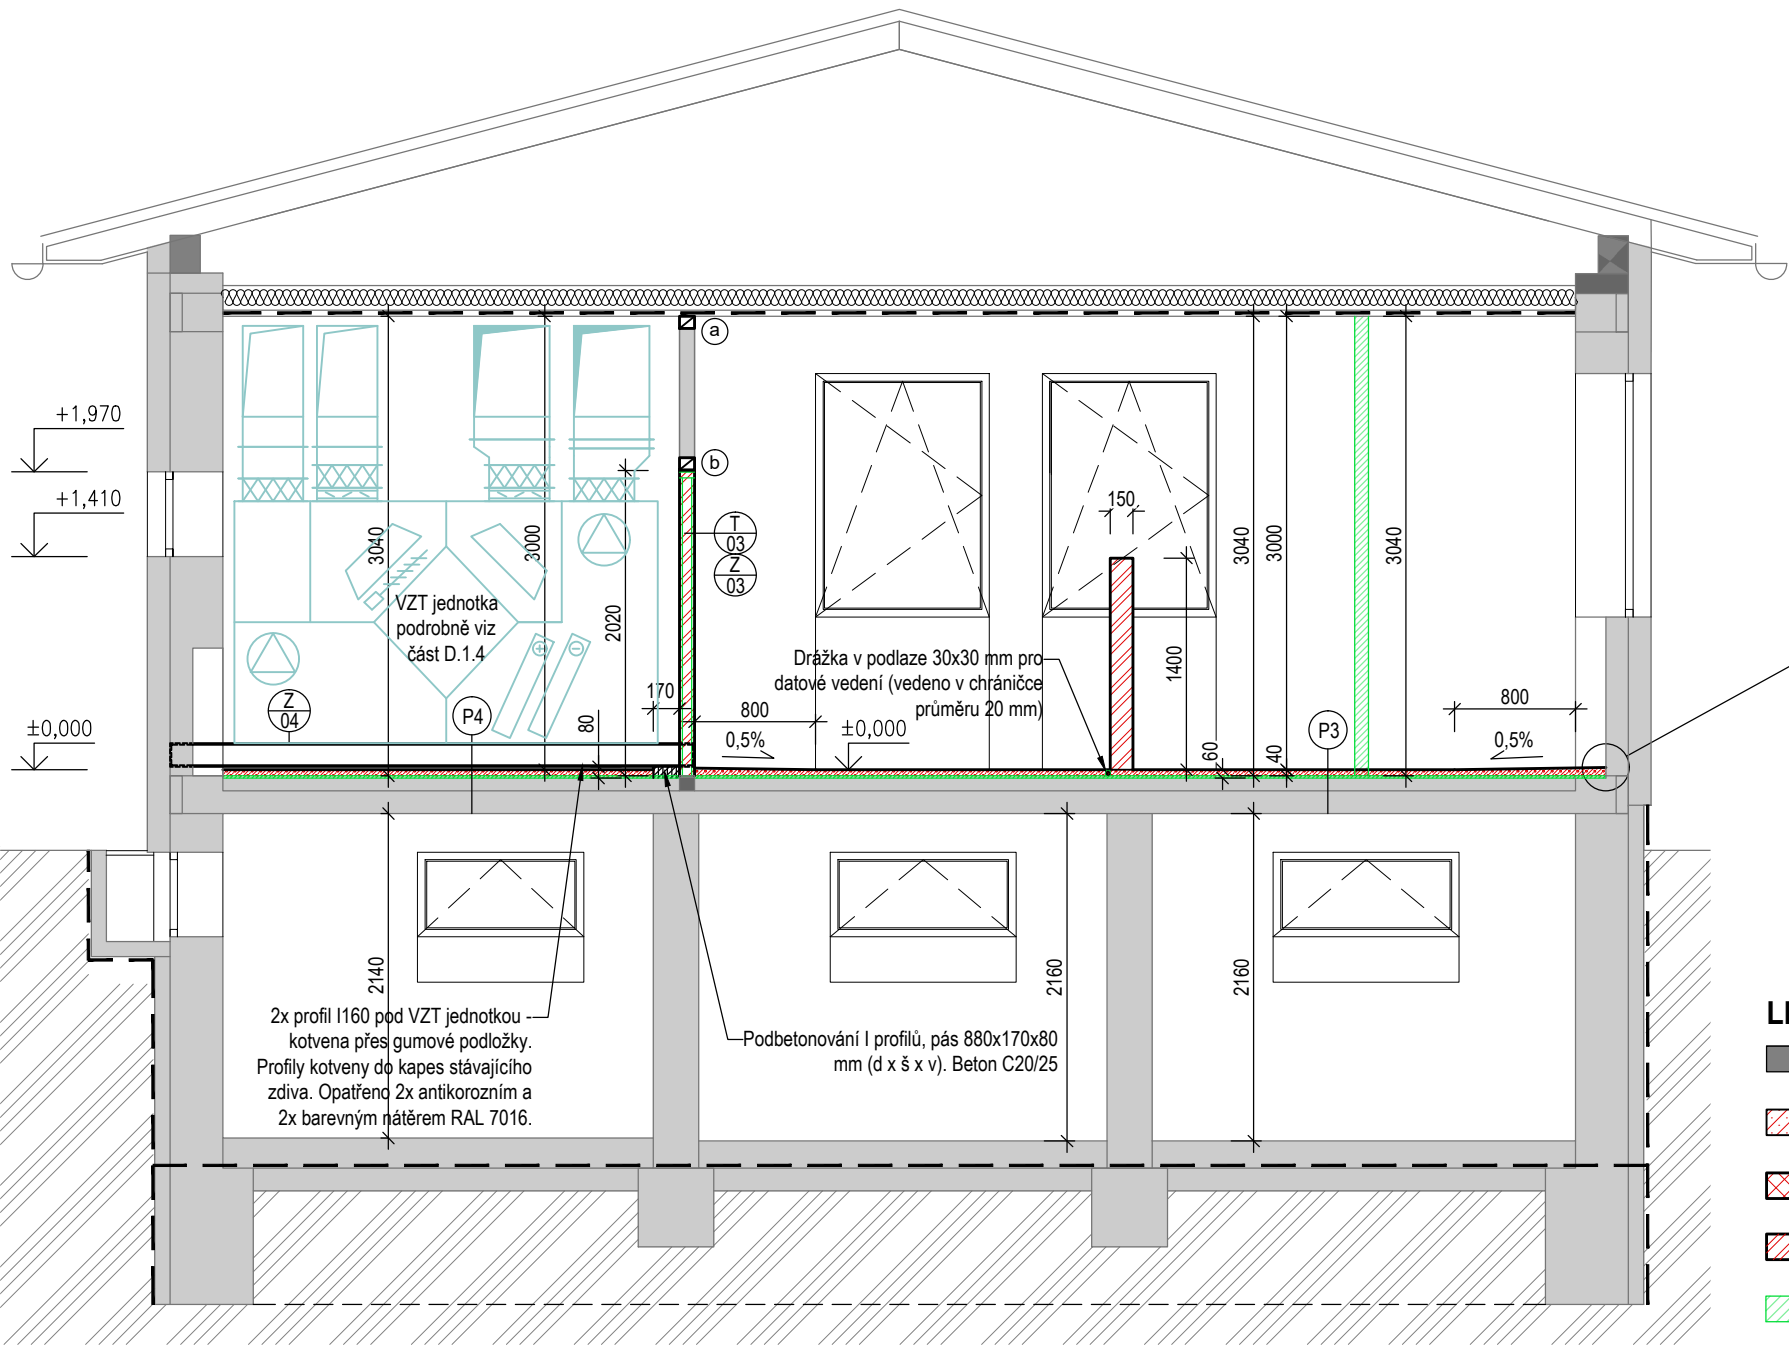 a
+1,970
b
+1,410
150
T
03
Z
03
3040
3000
3040
3000
3040
VZT jednotka
podrobně viz
část D.1.4
2020
Drážka v podlaze 30x30 mm pro
datové vedení (vedeno v chráničce
průměru 20 mm)
1400
170
800
800
Z
04
P4
P3
±0,000
80
0,5%
±0,000
60
40
0,5%
2140
2160
2160
2x profil I160 pod VZT jednotkou -
kotvena přes gumové podložky.
Profily kotveny do kapes stávajícího
zdiva. Opatřeno 2x antikorozním a
2x barevným nátěrem RAL 7016.
Podbetonování I profilů, pás 880x170x80
mm (d x š x v). Beton C20/25